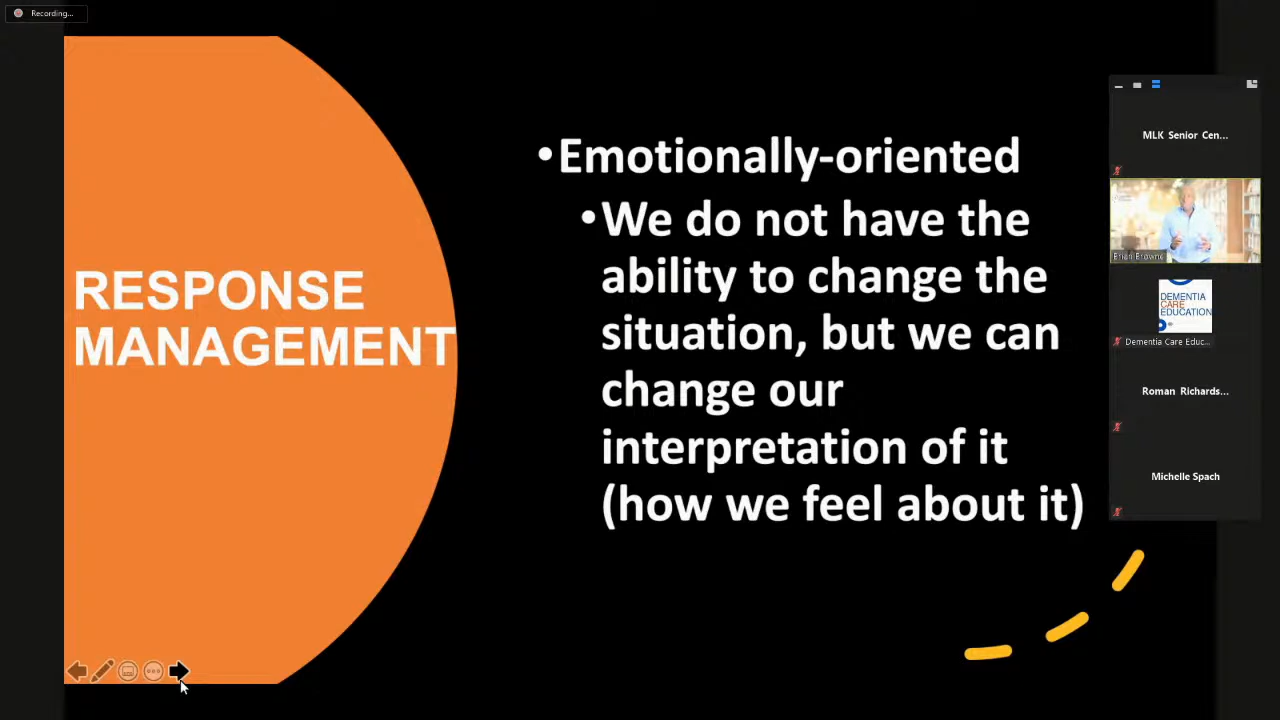 Recording...
RESPONSE
MANAGEMENT
•Emotionally-oriented
•We do not have the
ability to change the
situation, but we can
change our
interpretation of it
(how we feel about it)
MLK Senior Cen...
Brian Browne
DEMENTIA
CARE
EDUCATION
Dementia Care Educ...
Roman Richards...
Michelle Spach